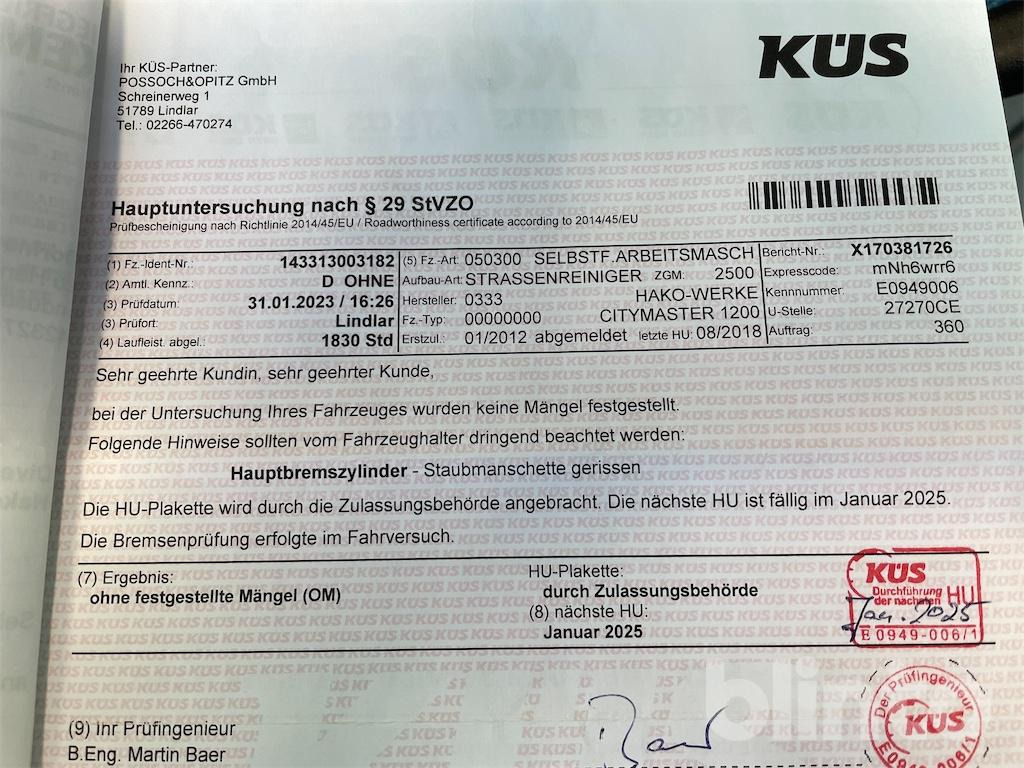 KÜS
Ihr KÜS-Partner:
POSSOCH&OPITZ GmbH
Schreinerweg 1
51789 Lindlar
Tel.: 02266-470274
Hauptuntersuchung nach § 29 StVZO
Prüfbescheinigung nach Richtlinie 2014/45/EU / Roadworthiness certificate according to 2014/45/EU
(1) Fz.-Ident-Nr.: 143313003182
(2) Amtl. Kennz.: D OHNE
(3) Prüfdatum: 31.01.2023 / 16:26
(3) Prüfort: Lindlar
(4) Laufleist. abgel.: 1830 Std
(5) Fz.-Art: 050300 SELBSTF.ARBEITSMASCH
Aufbau-Art: STRASSENREINIGER ZGM: 2500
Hersteller: 0333 HAKO-WERKE
Fz.-Typ: 00000000 CITYMASTER 1200
Erstzul.: 01/2012 abgemeldet letzte HU: 08/2018
Bericht-Nr.: X170381726
Expresscode: mNh6wrr6
Kennnummer: E0949006
U-Stelle: 27270CE
Auftrag: 360
Sehr geehrte Kundin, sehr geehrter Kunde,
bei der Untersuchung Ihres Fahrzeuges wurden keine Mängel festgestellt.
Folgende Hinweise sollten vom Fahrzeughalter dringend beachtet werden:
Hauptbremszylinder - Staubmanschette gerissen
Die HU-Plakette wird durch die Zulassungsbehörde angebracht. Die nächste HU ist fällig im Januar 2025.
Die Bremsenprüfung erfolgte im Fahrversuch.
(7) Ergebnis:
ohne festgestellte Mängel (OM)
HU-Plakette:
durch Zulassungsbehörde
(8) nächste HU:
Januar 2025
KÜS
Durchführung
der nächsten HU
Jan. 2025
E 0949-006/1
(9) Ihr Prüfingenieur
B.Eng. Martin Baer
Der Prüfingenieur
KÜS
E0949-006/1